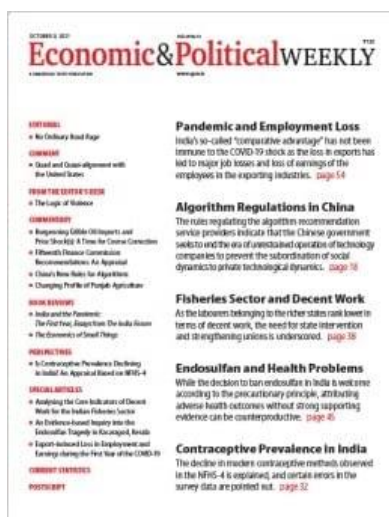 OCTOBER 9, 2021
Economic&PoliticalWEEKLY
A SAMEEKSHA TRUST PUBLICATION
www.epw.in
EDITORIAL
No Ordinary Road Rage
COMMENT
Quad and Quasi-alignment with
the United States
FROM THE EDITOR'S DESK
The Logic of Violence
COMMENTARY
Burgeoning Edible Oil Imports and
Price Shock(s): A Time for Course Correction
Fifteenth Finance Commission
Recommendations: An Appraisal
China's New Rules for Algorithms
Changing Profile of Punjab Agriculture
BOOK REVIEWS
India and the Pandemic:
The First Year, Essays from The India Forum
The Economics of Small Things
PERSPECTIVES
Is Contraceptive Prevalence Declining
in India? An Appraisal Based on NFHS-4
SPECIAL ARTICLES
Analysing the Core Indicators of Decent
Work for the Indian Fisheries Sector
An Evidence-based Inquiry into the
Endosulfan Tragedy in Kasaragod, Kerala
Export-induced Loss in Employment and
Earnings during the First Year of the COVID-19
CURRENT STATISTICS
POSTSCRIPT
Pandemic and Employment Loss
India's so-called "comparative advantage" has not been
immune to the COVID-19 shock as the loss in exports has
led to major job losses and loss of earnings of the
employees in the exporting industries. page 54
Algorithm Regulations in China
The rules regulating the algorithm recommendation
service providers indicate that the Chinese government
seeks to end the era of unrestrained operation of technology
companies to prevent the subordination of social
dynamics to private technological dynamics. page 18
Fisheries Sector and Decent Work
As the labourers belonging to the richer states rank lower in
terms of decent work, the need for state intervention
and strengthening unions is underscored. page 38
Endosulfan and Health Problems
While the decision to ban endosulfan in India is welcome
according to the precautionary principle, attributing
adverse health outcomes without strong supporting
evidence can be counterproductive. page 45
Contraceptive Prevalence in India
The decline in modern contraceptive methods observed
in the NFHS-4 is explained, and certain errors in the
survey data are pointed out. page 32